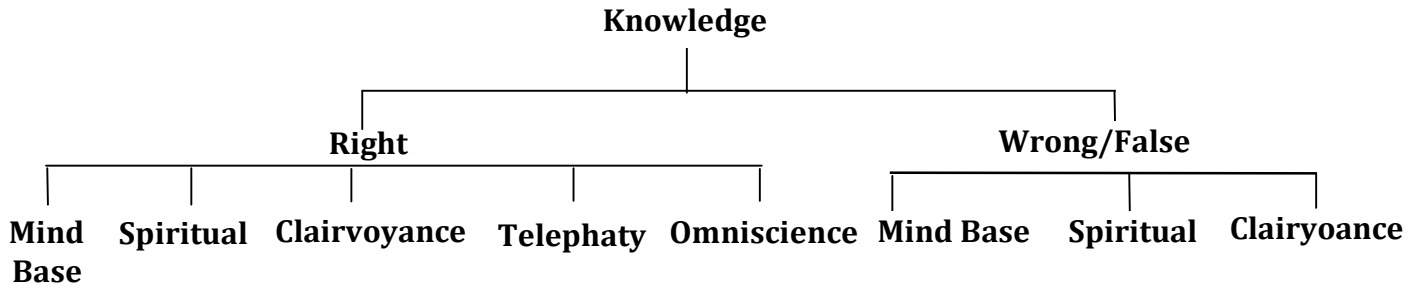 Knowledge
Right
Wrong/False
Mind Base
Spiritual
Clairvoyance
Telephaty
Omniscience
Mind Base
Spiritual
Clairyoance